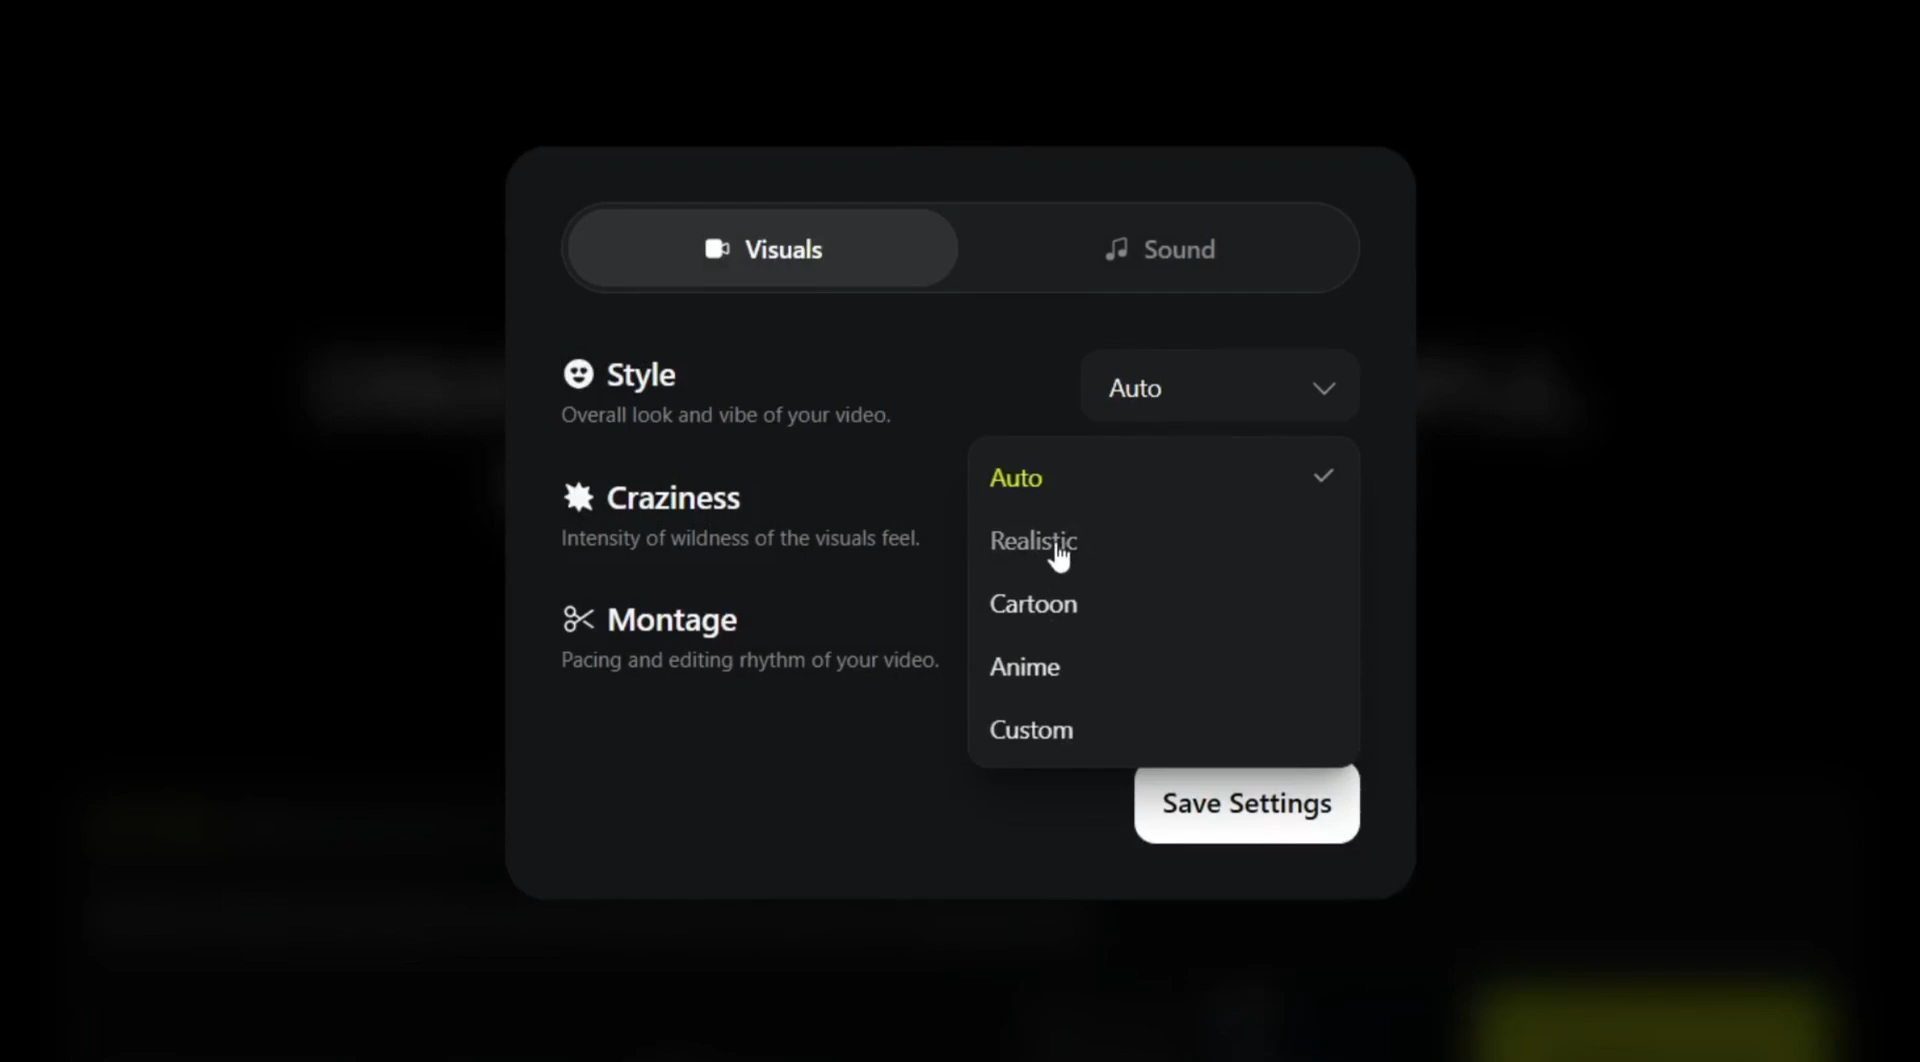 Visuals
Sound
Style
Overall look and vibe of your video.
Auto
Auto
Realistic
Cartoon
Anime
Custom
Craziness
Intensity of wildness of the visuals feel.
Montage
Pacing and editing rhythm of your video.
Save Settings